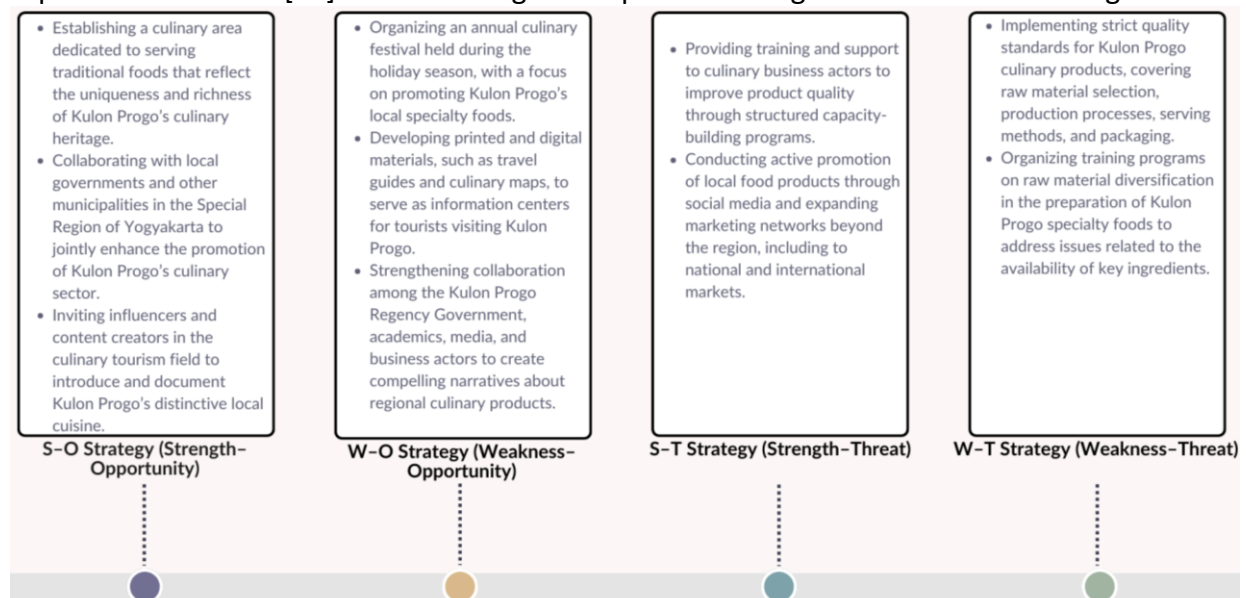 • Establishing a culinary area
dedicated to serving
traditional foods that reflect
the uniqueness and richness
of Kulon Progo's culinary
heritage.
• Collaborating with local
governments and other
municipalities in the Special
Region of Yogyakarta to
jointly enhance the promotion
of Kulon Progo's culinary
sector.
• Inviting influencers and
content creators in the
culinary tourism field to
introduce and document
Kulon Progo's distinctive local
cuisine.
S–O Strategy (Strength–
Opportunity)
• Organizing an annual culinary
festival held during the
holiday season, with a focus
on promoting Kulon Progo's
local specialty foods.
• Developing printed and digital
materials, such as travel
guides and culinary maps, to
serve as information centers
for tourists visiting Kulon
Progo.
• Strengthening collaboration
among the Kulon Progo
Regency Government,
academics, media, and
business actors to create
compelling narratives about
regional culinary products.
W–O Strategy (Weakness–
Opportunity)
• Providing training and support
to culinary business actors to
improve product quality
through structured capacity-
building programs.
• Conducting active promotion
of local food products through
social media and expanding
marketing networks beyond
the region, including to
national and international
markets.
S–T Strategy (Strength–Threat)
• Implementing strict quality
standards for Kulon Progo
culinary products, covering
raw material selection,
production processes, serving
methods, and packaging.
• Organizing training programs
on raw material diversification
in the preparation of Kulon
Progo specialty foods to
address issues related to the
availability of key ingredients.
W–T Strategy (Weakness–Threat)